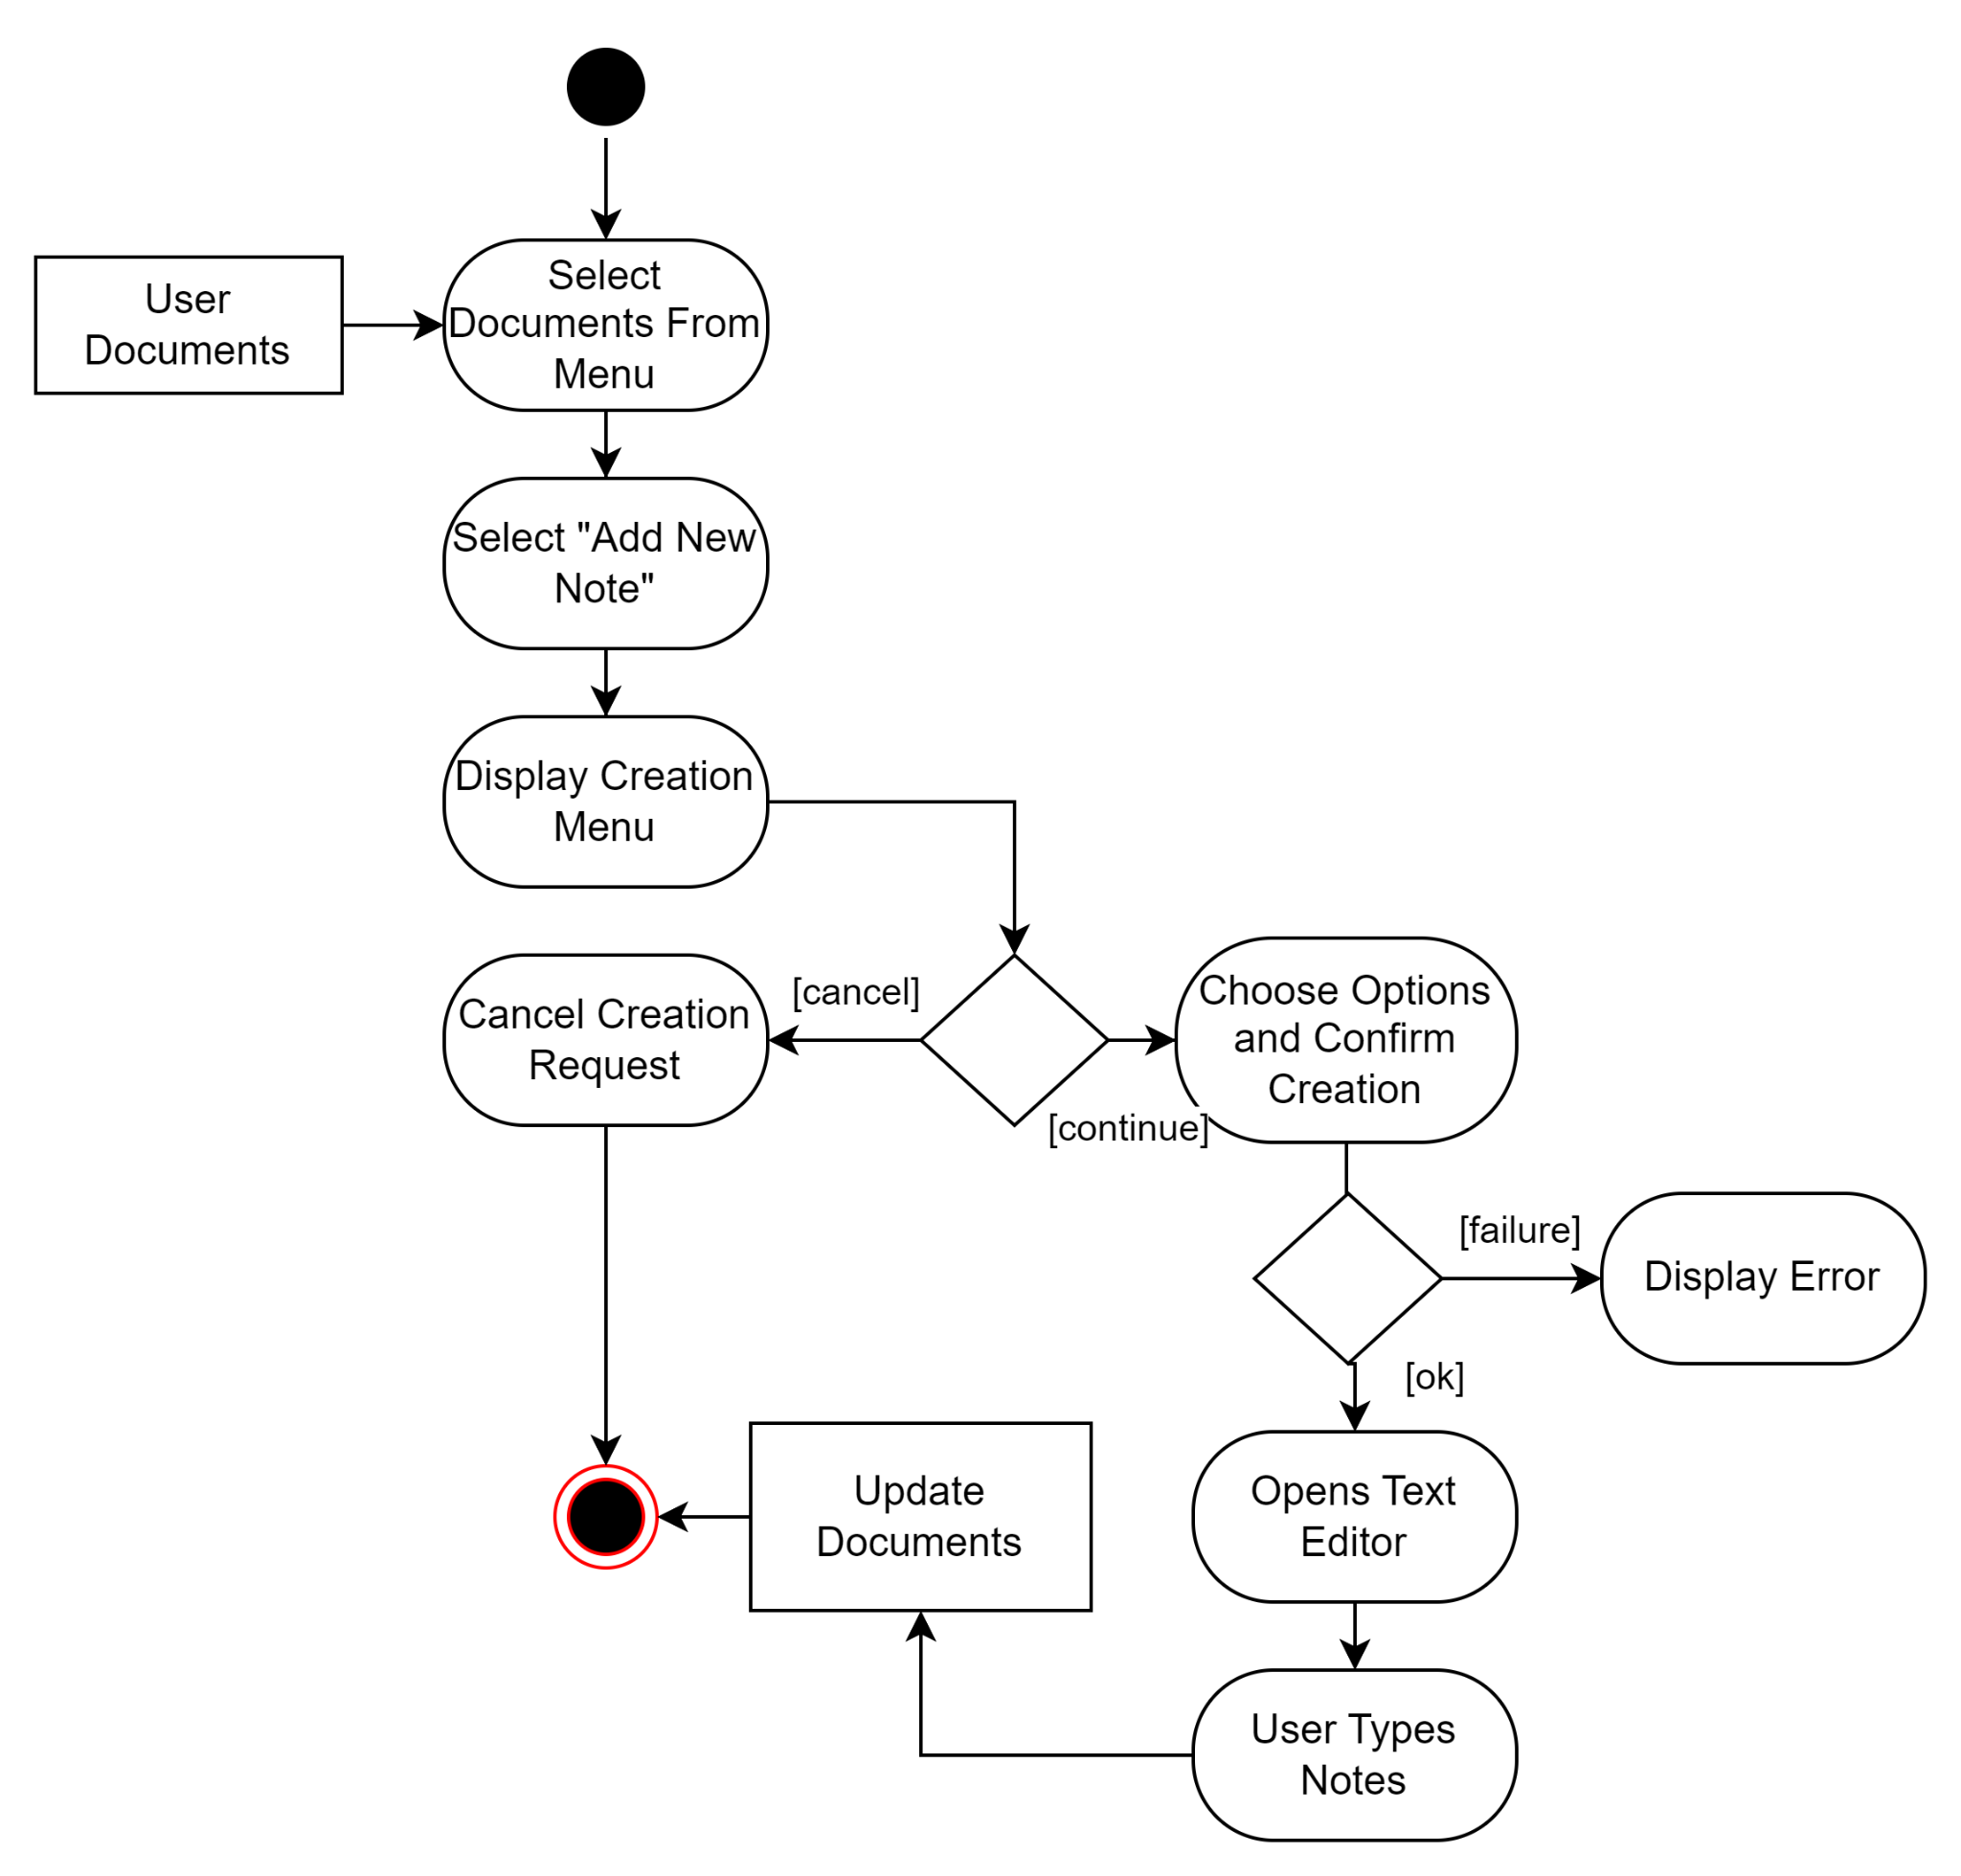 User
Documents
Select
Documents From
Menu
Select "Add New
Note"
Display Creation
Menu
Cancel Creation
Request
[cancel]
[continue]
Choose Options
and Confirm
Creation
[failure]
Display Error
[ok]
Opens Text
Editor
Update
Documents
User Types
Notes